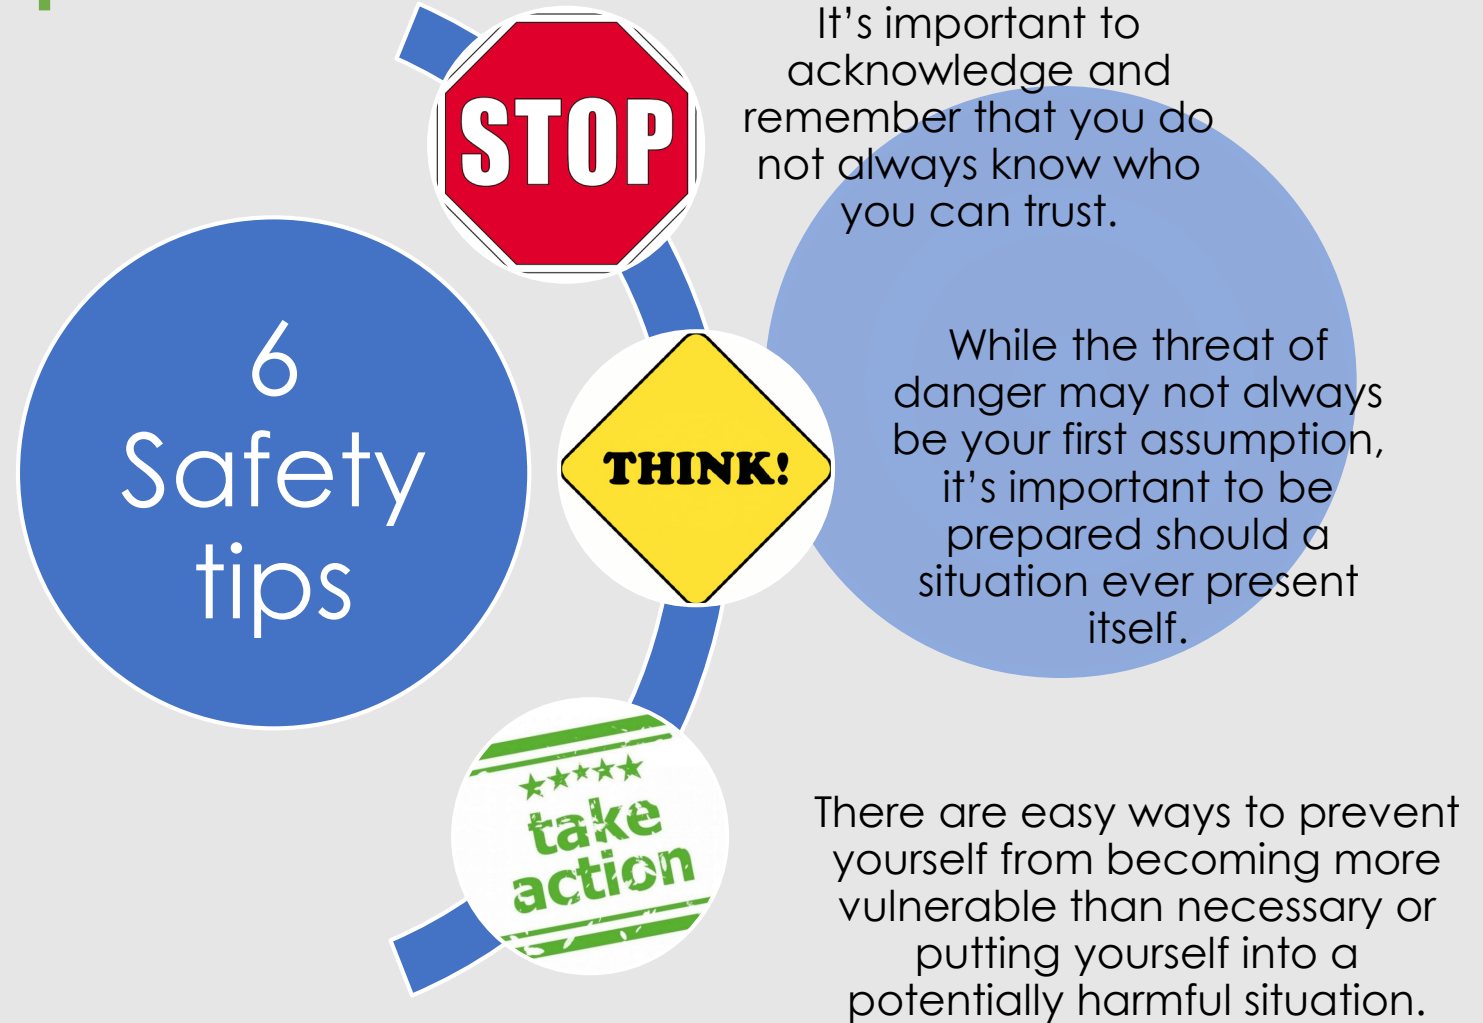 6
Safety
tips
STOP
It’s important to
acknowledge and
remember that you do
not always know who
you can trust.
THINK!
While the threat of
danger may not always
be your first assumption,
it’s important to be
prepared should a
situation ever present
itself.
take
action
There are easy ways to prevent
yourself from becoming more
vulnerable than necessary or
putting yourself into a
potentially harmful situation.